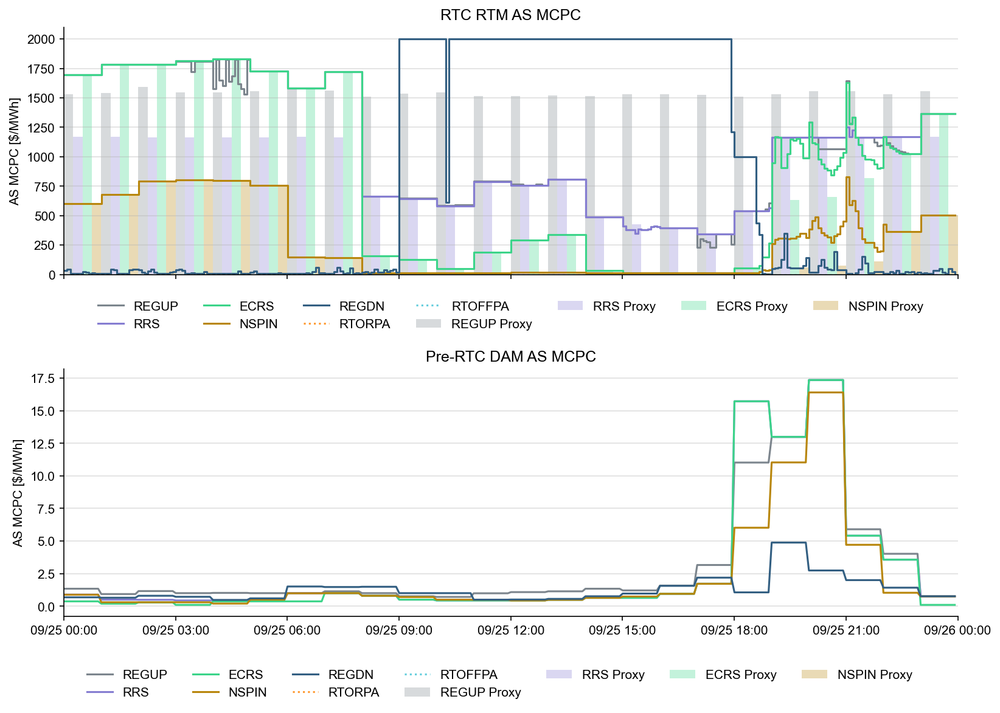 RTC RTM AS MCPC
AS MCPC [$/MWh]
2000
1750
1500
1250
1000
750
500
250
0
REGUP ECRS REGDN RTOFFPA RRS Proxy ECRS Proxy NSPIN Proxy
RRS NSPIN RTORPA REGUP Proxy
Pre-RTC DAM AS MCPC
AS MCPC [$/MWh]
17.5
15.0
12.5
10.0
7.5
5.0
2.5
0.0
09/25 00:00 09/25 03:00 09/25 06:00 09/25 09:00 09/25 12:00 09/25 15:00 09/25 18:00 09/25 21:00 09/26 00:00
REGUP ECRS REGDN RTOFFPA RRS Proxy ECRS Proxy NSPIN Proxy
RRS NSPIN RTORPA REGUP Proxy